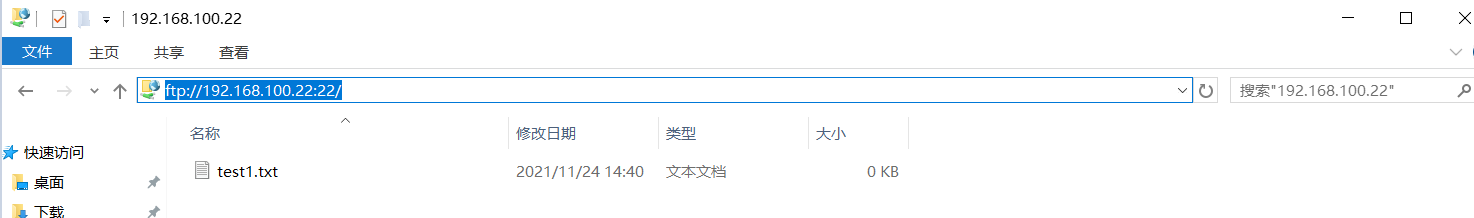 192.168.100.22
文件 主页 共享 查看
ftp://192.168.100.22:22/ 搜索"192.168.100.22"
名称 修改日期 类型 大小
快速访问
test1.txt 2021/11/24 14:40 文本文档 0 KB
桌面
下载